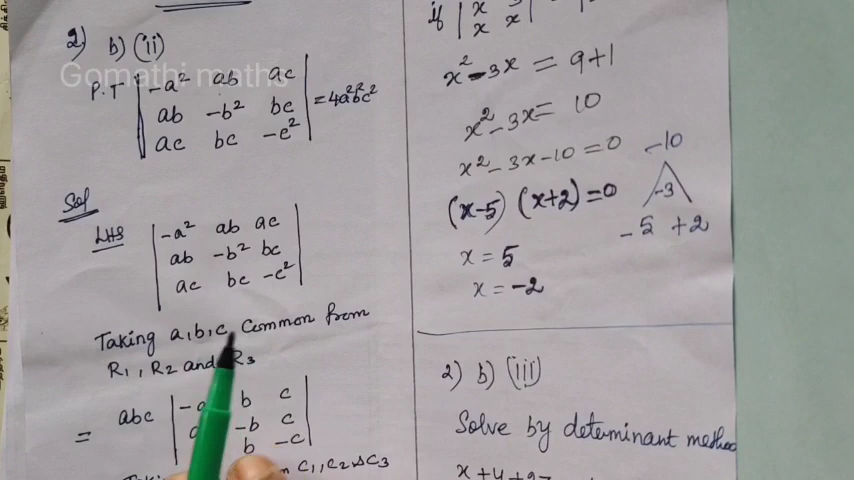 2) b) (ii)
Gomathi maths
P.T | -a² ab ac |
| ab -b² bc | = 4a²b²c²
| ac bc -c² |
Sol
LHS | -a² ab ac |
| ab -b² bc |
| ac bc -c² |
Taking a,b,c, Common from
R₁, R₂ and R₃
= abc | -a b c |
| -b c |
| b -c |
C₁, C₂ & C₃
if | x
x x |
x² - 3x = 9+1
x² - 3x = 10
x² - 3x - 10 = 0
(x-5) (x+2) = 0
x = 5
x = -2
-10
-3
-5 +2
2) b) (iii)
Solve by determinant method
x + y +